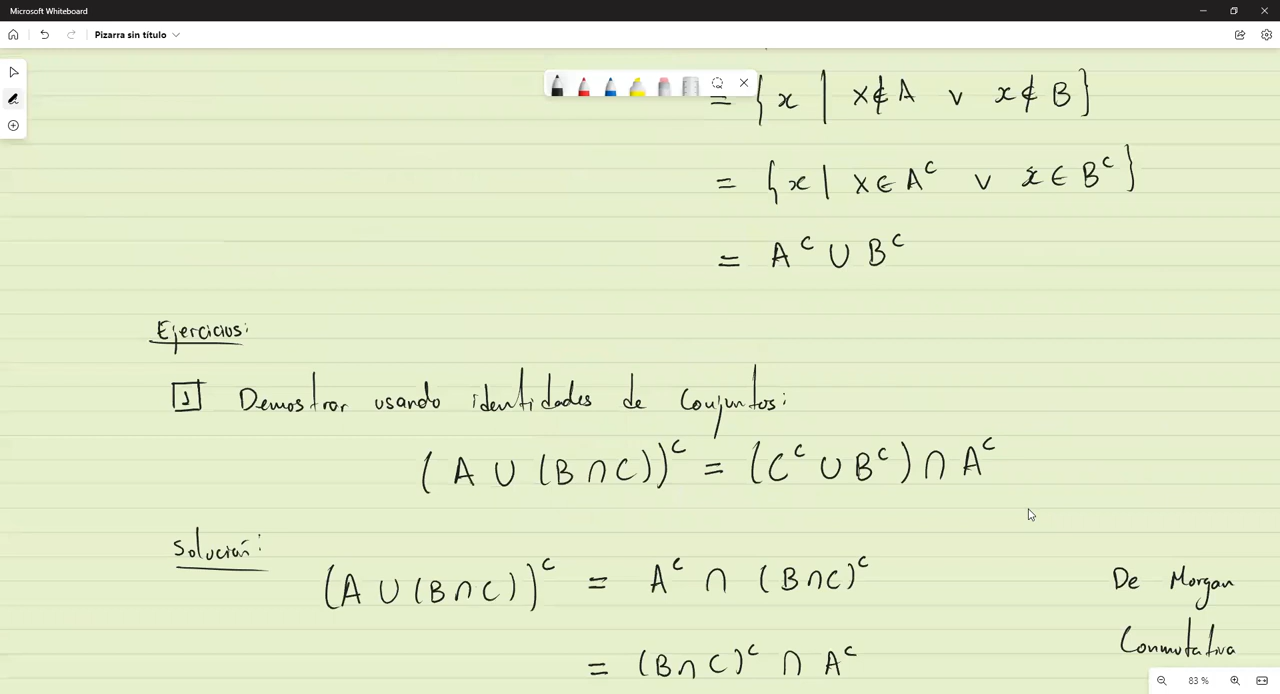 Microsoft Whiteboard
Pizarra sin título
= { x | x ∉ A ∨ x ∉ B }
= { x | x ∈ A^c ∨ x ∈ B^c }
= A^c ∪ B^c
Ejercicios:
1 Demostrar usando identidades de Conjuntos:
(A ∪ (B ∩ C))^c = (C^c ∪ B^c) ∩ A^c
Solución:
(A ∪ (B ∩ C))^c = A^c ∩ (B ∩ C)^c De Morgan
= (B ∩ C)^c ∩ A^c Conmutativa
83 %